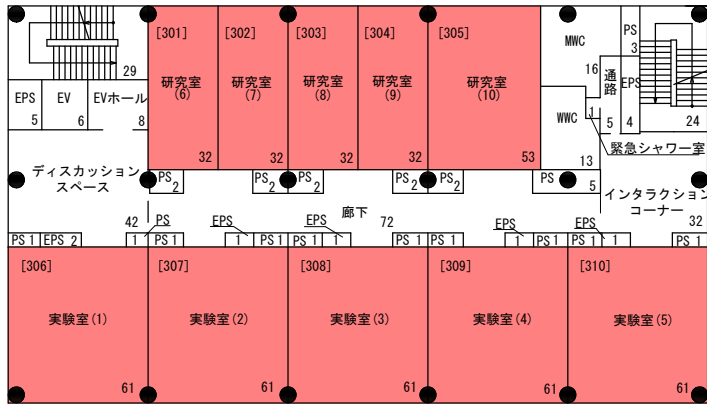 [301]
[302]
[303]
[304]
[305]
研究室
(6)
研究室
(7)
研究室
(8)
研究室
(9)
研究室
(10)
32
32
32
32
53
29
EPS
5
EV
6
EVホール
8
MWC
16
WWC
13
PS
3
通路
5
EPS
4
1
24
緊急シャワー室
ディスカッション
スペース
42
PS
2
PS
2
PS
2
PS
2
PS
2
PS
5
インタラクション
コーナー
32
廊下
72
PS 1
EPS 2
PS
1
PS 1
EPS
1
PS 1
PS 1
EPS
1
PS 1
PS 1
EPS
1
PS 1
PS 1
EPS
1
PS 1
[306]
実験室(1)
61
[307]
実験室(2)
61
[308]
実験室(3)
61
[309]
実験室(4)
61
[310]
実験室(5)
61